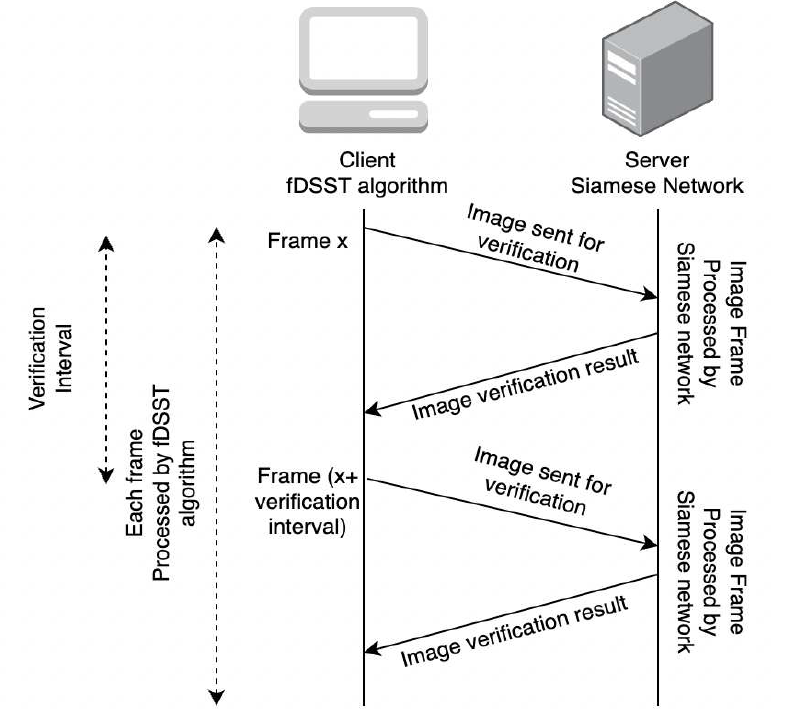 Client
fDSST algorithm
Server
Siamese Network
Frame x
Image sent for
verification
Image Frame
Processed by
Siamese network
Verification
Interval
Image verification result
Each frame
Processed by fDSST
algorithm
Frame (x+
verification
interval)
Image sent for
verification
Image Frame
Processed by
Siamese network
Image verification result